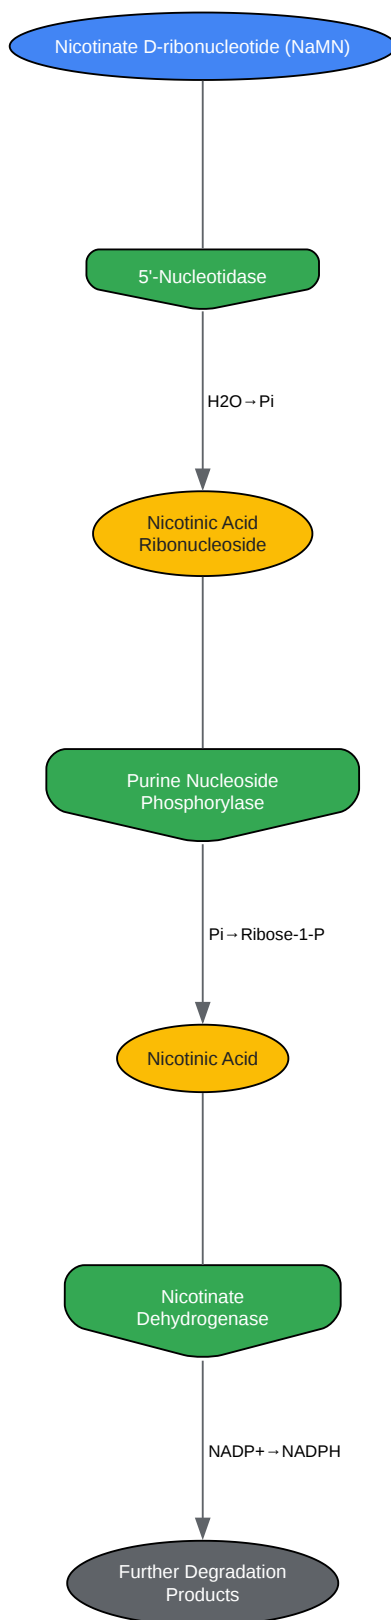 Nicotinate D-ribonucleotide (NaMN)
5'-Nucleotidase
H2O→Pi
Nicotinic Acid
Ribonucleoside
Purine Nucleoside
Phosphorylase
Pi→Ribose-1-P
Nicotinic Acid
Nicotinate
Dehydrogenase
NADP+→NADPH
Further Degradation
Products